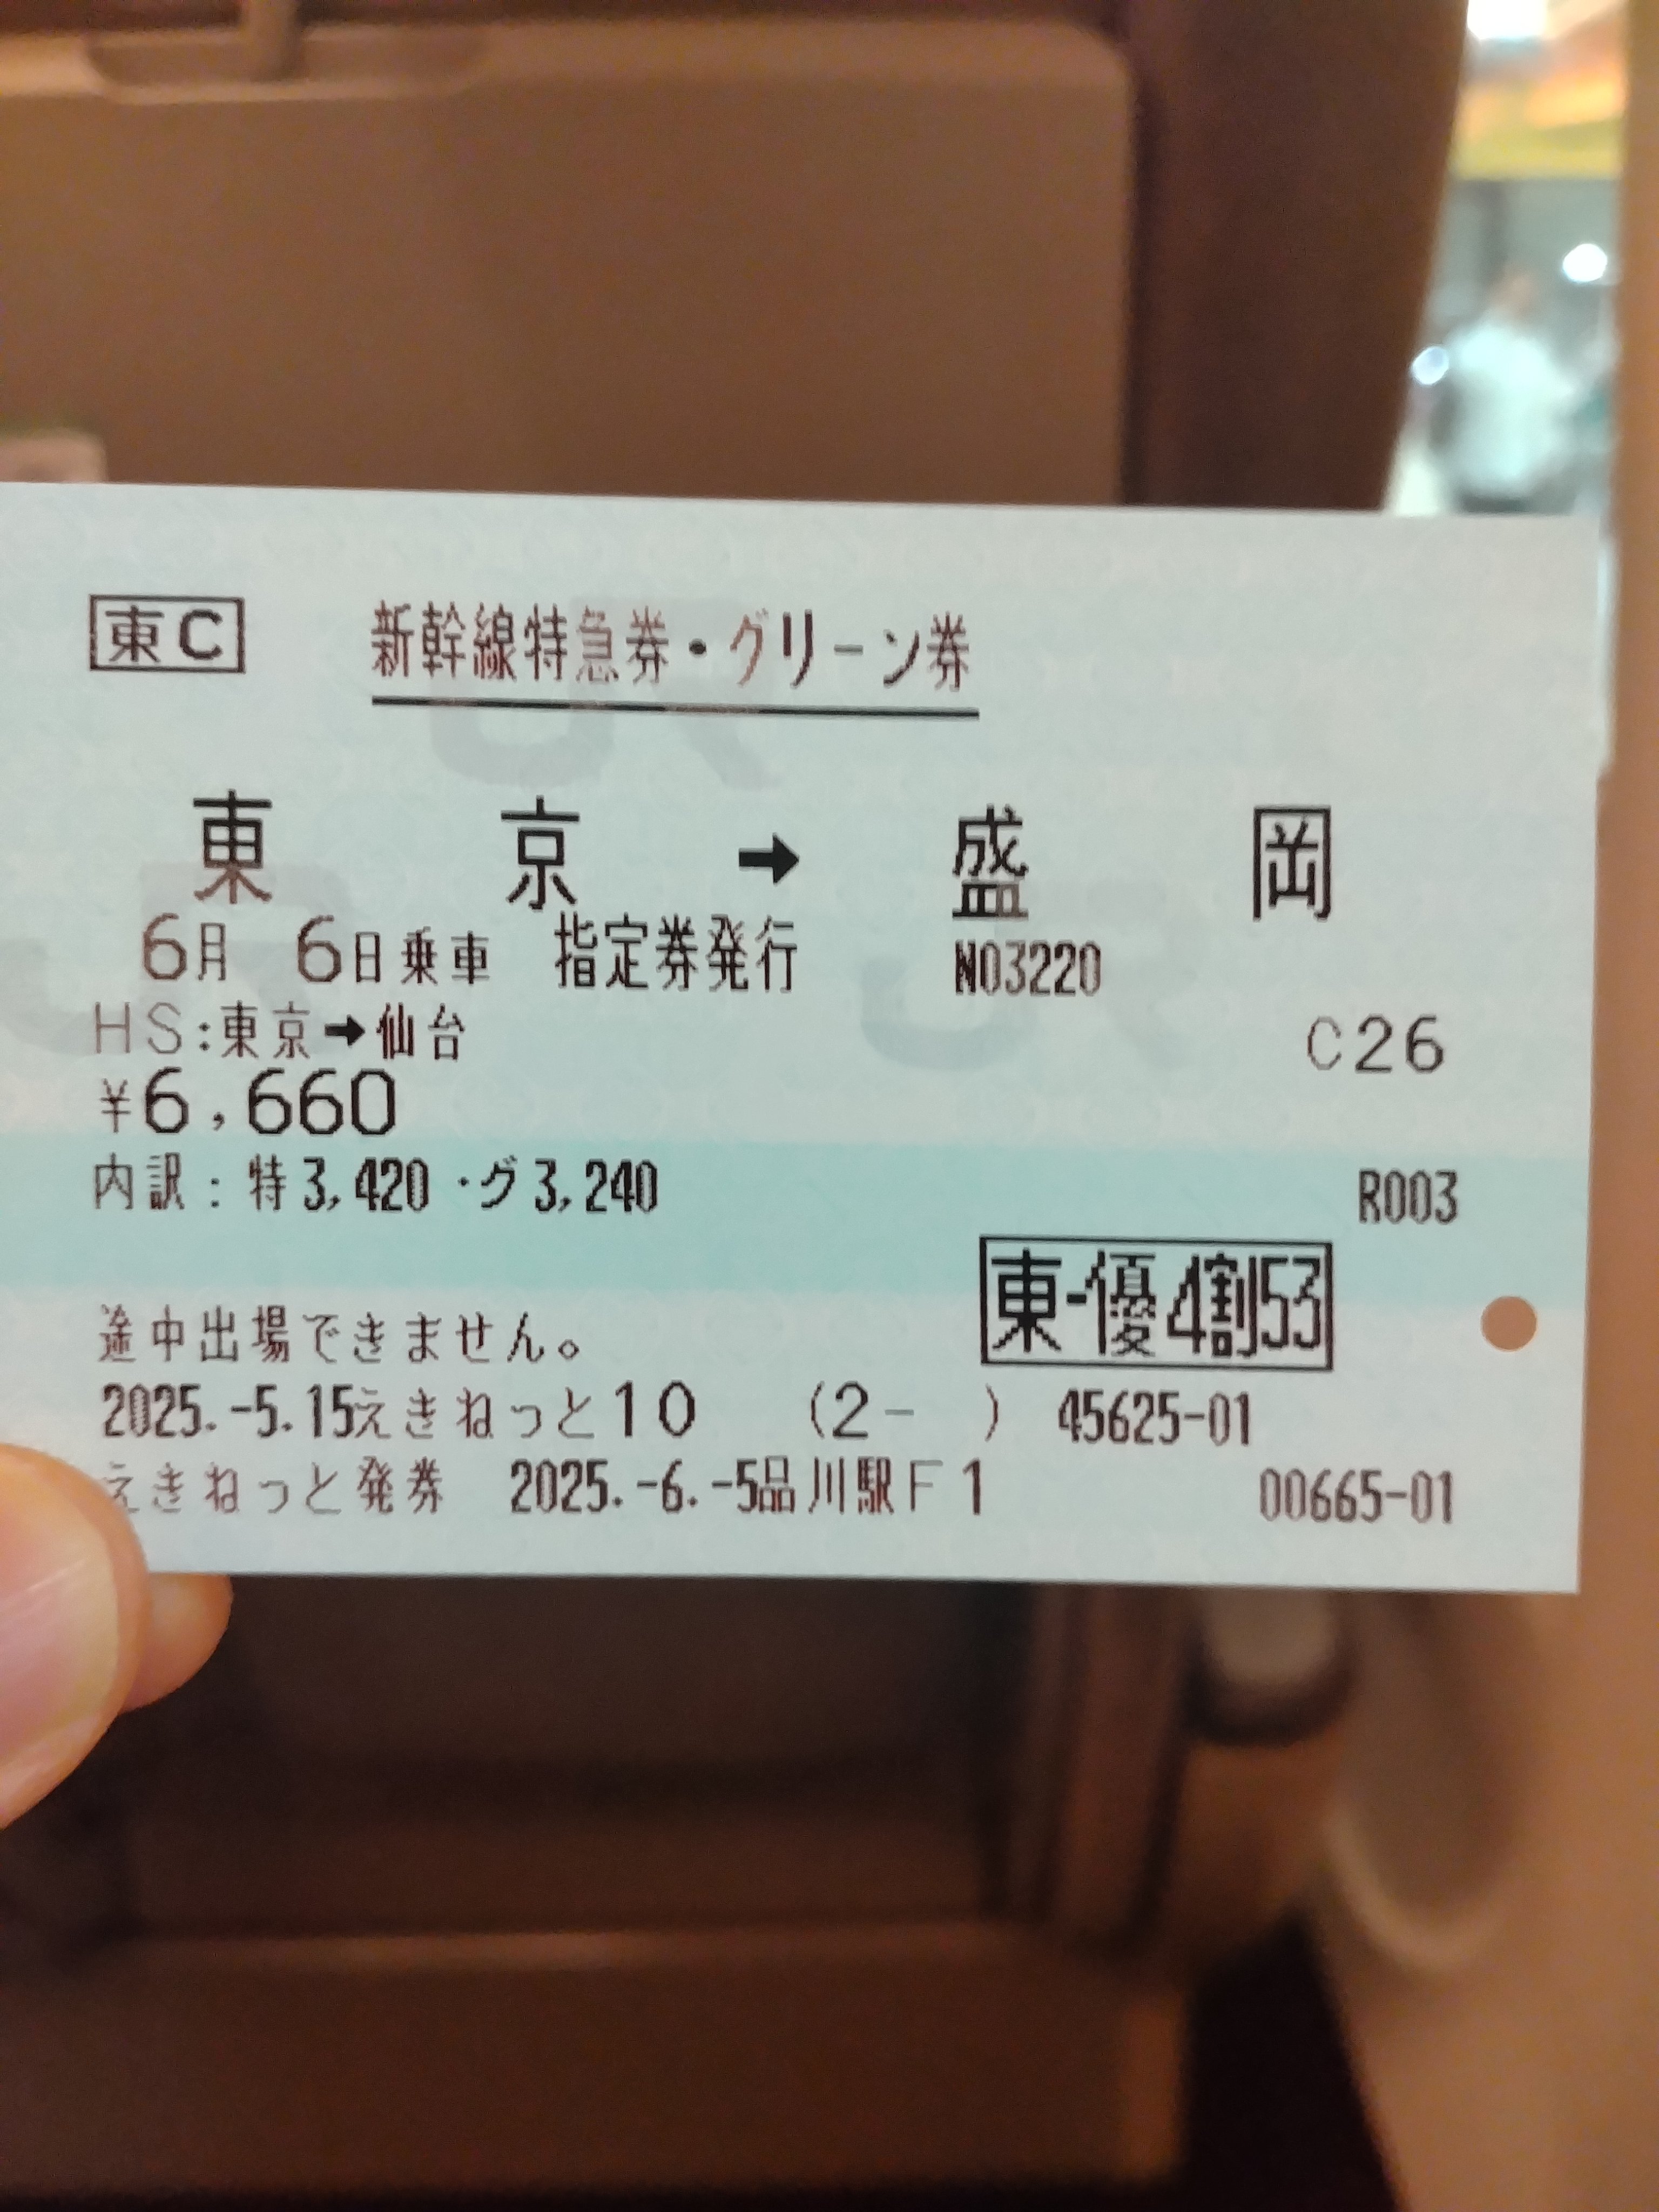 東C 新幹線特急券・グリーン券
東京→盛岡
6月 6日乗車 指定券発行 N03220
HS:東京→仙台 C26
¥6,660
内訳:特3,420・グ3,240 R003
東-優4割53
途中出場できません。
2025.-5.15えきねっと10 (2- ) 45625-01
えきねっと発券 2025.-6.-5品川駅F1 00665-01